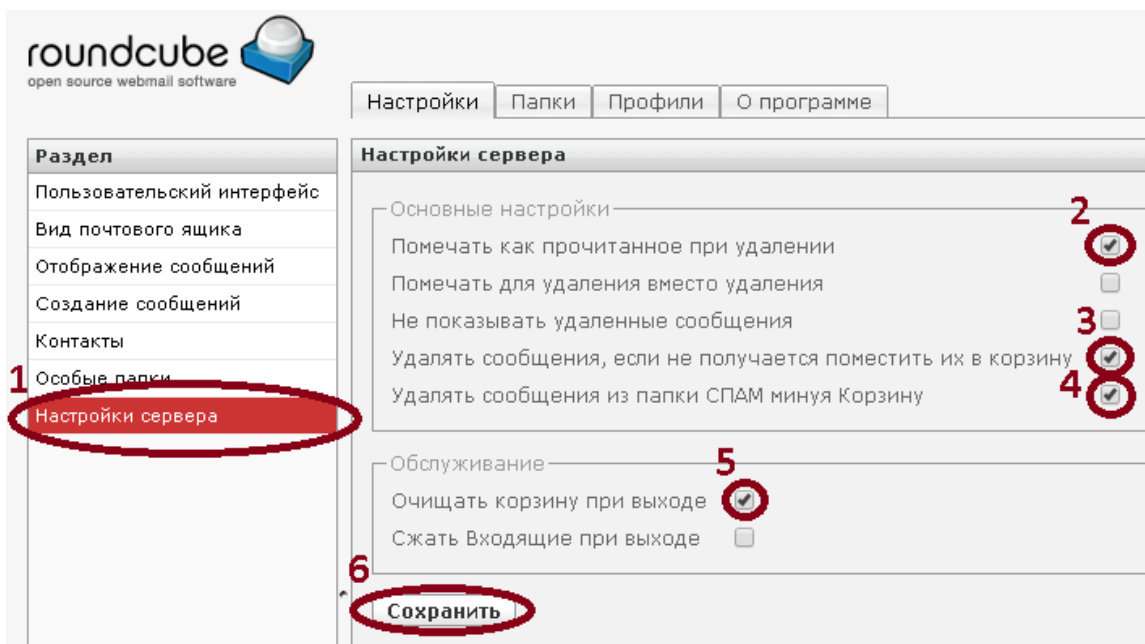 roundcube
open source webmail software
Настройки Папки Профили О программе
Раздел
Пользовательский интерфейс
Вид почтового ящика
Отображение сообщений
Создание сообщений
Контакты
1 Особые папки
Настройки сервера
Настройки сервера
Основные настройки
2
Помечать как прочитанное при удалении
Помечать для удаления вместо удаления
Не показывать удаленные сообщения 3
Удалять сообщения, если не получается поместить их в корзину
Удалять сообщения из папки СПАМ минуя Корзину 4
Обслуживание
5
Очищать корзину при выходе
Сжать Входящие при выходе
6
Сохранить